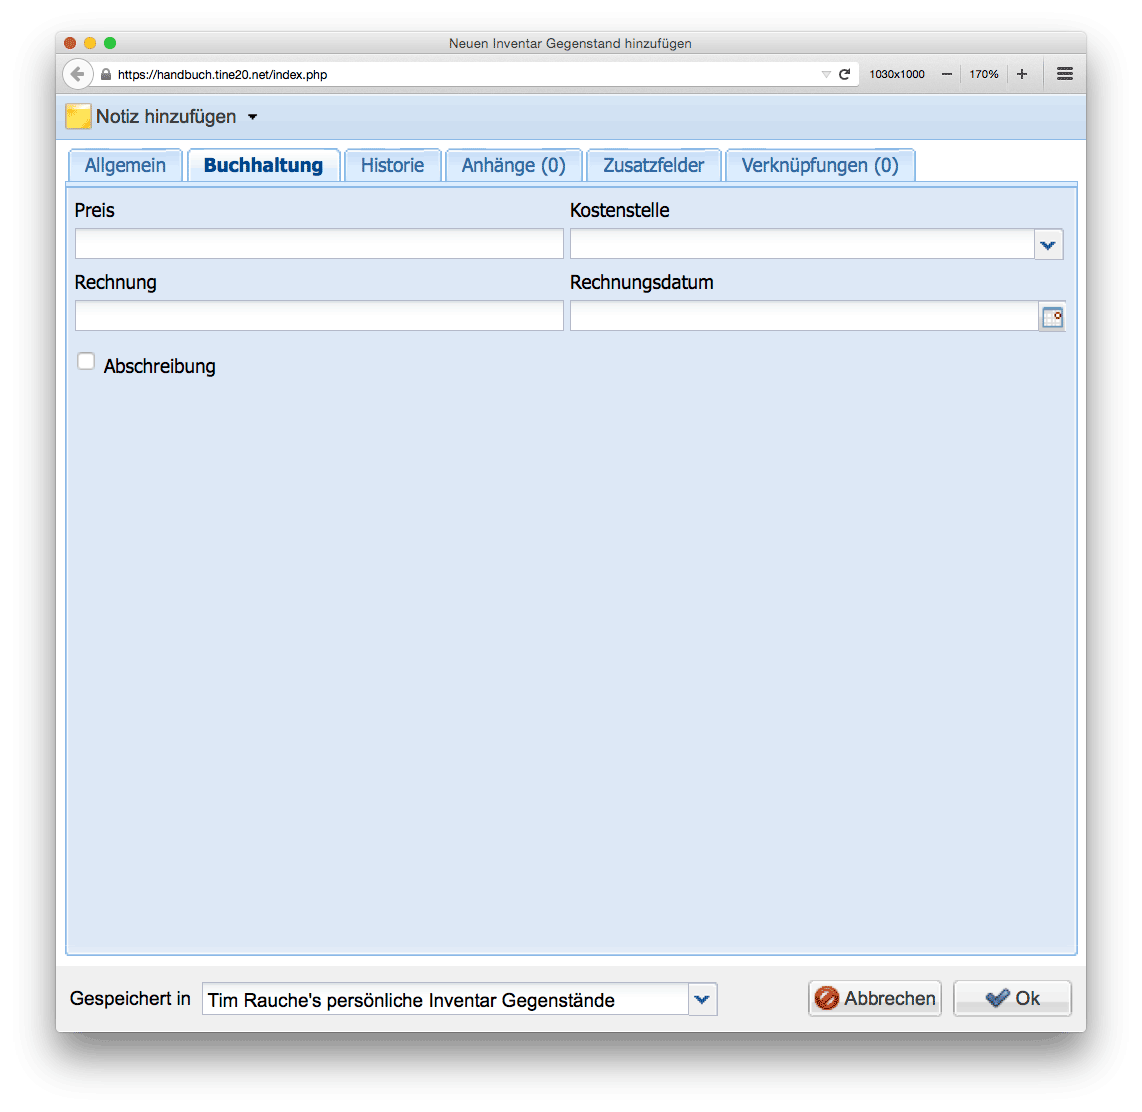 Neuen Inventar Gegenstand hinzufügen
https://handbuch.tine20.net/index.php 1030x1000 — 170% +
Notiz hinzufügen
Allgemein Buchhaltung Historie Anhänge (0) Zusatzfelder Verknüpfungen (0)
Preis Kostenstelle
Rechnung Rechnungsdatum
Abschreibung
Gespeichert in Tim Rauche's persönliche Inventar Gegenstände Abbrechen Ok